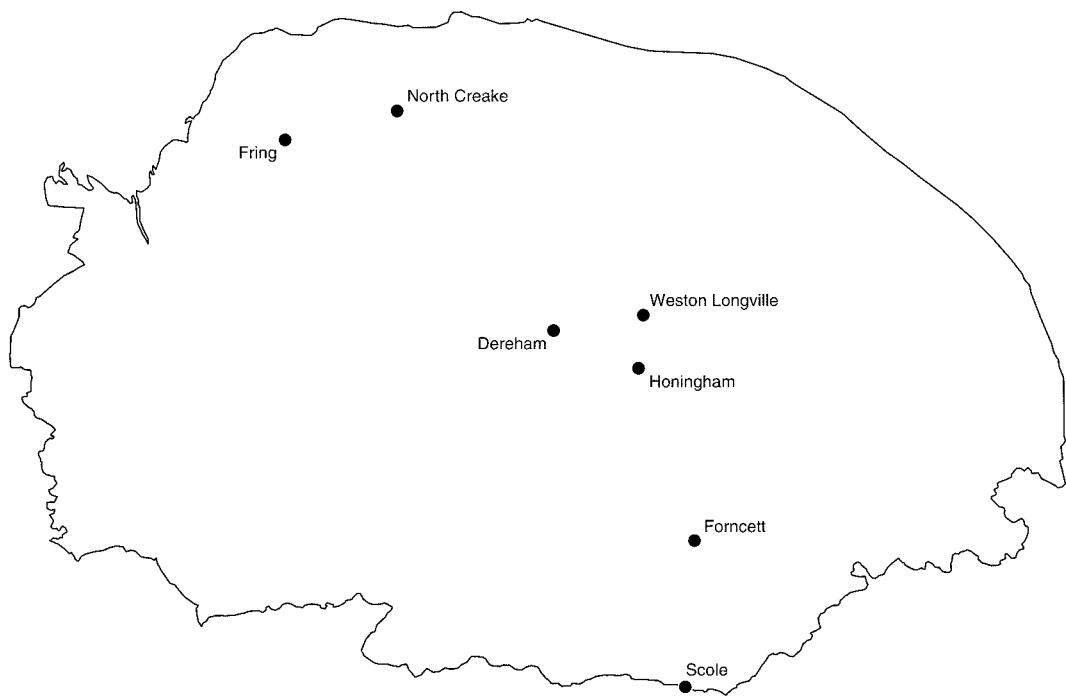 North Creake
Fring
Weston Longville
Dereham
Honingham
Forncett
Scole